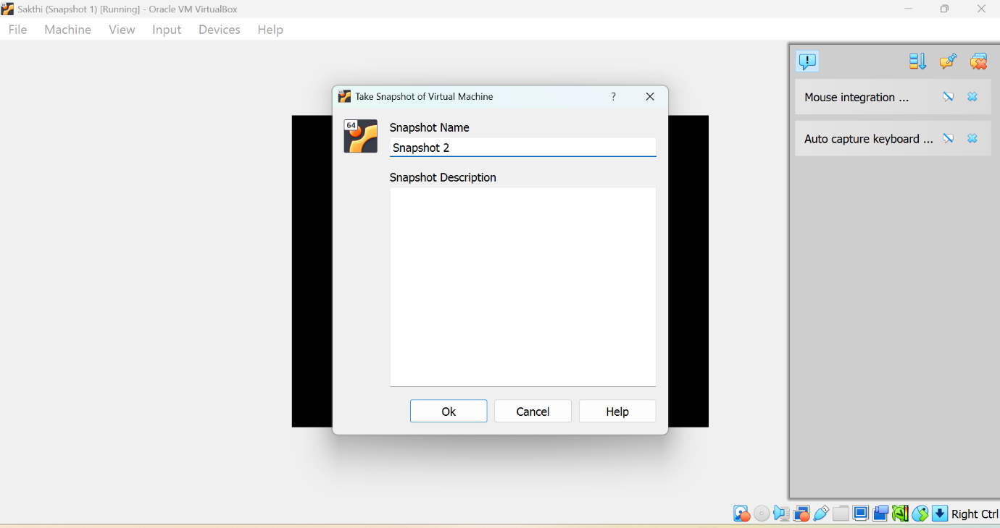 Sakthi (Snapshot 1) [Running] - Oracle VM VirtualBox
File Machine View Input Devices Help
Take Snapshot of Virtual Machine ?
64
Snapshot Name
Snapshot 2
Snapshot Description
Ok Cancel Help
Mouse integration ...
Auto capture keyboard ...
Right Ctrl